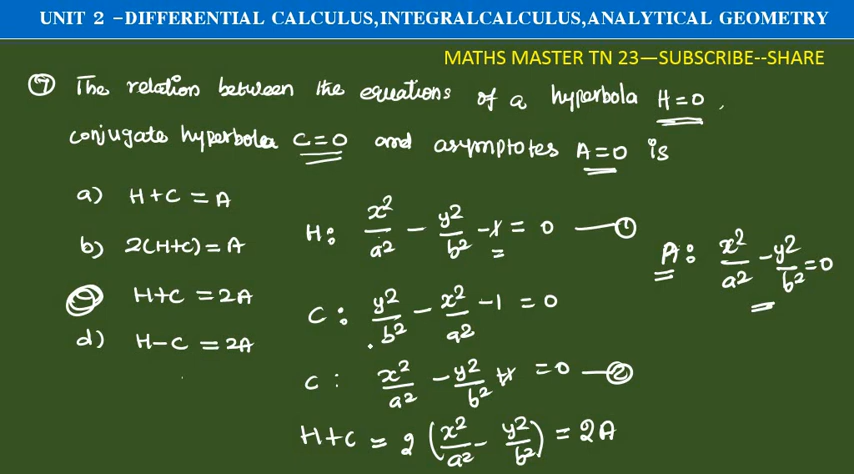 UNIT 2 –DIFFERENTIAL CALCULUS,INTEGRALCALCULUS,ANALYTICAL GEOMETRY
MATHS MASTER TN 23—SUBSCRIBE--SHARE
⑦ The relation between the equations of a hyperbola H=0,
conjugate hyperbola C=0 and asymptotes A=0 is
a) H+C = A
b) 2(H+C) = A
H+C = 2A
d) H-C = 2A
H: x²/a² - y²/b² - 1 = 0 — ①
A: x²/a² - y²/b² = 0
C: y²/b² - x²/a² - 1 = 0
C: x²/a² - y²/b² + 1 = 0 — ②
H+C = 2 (x²/a² - y²/b²) = 2A